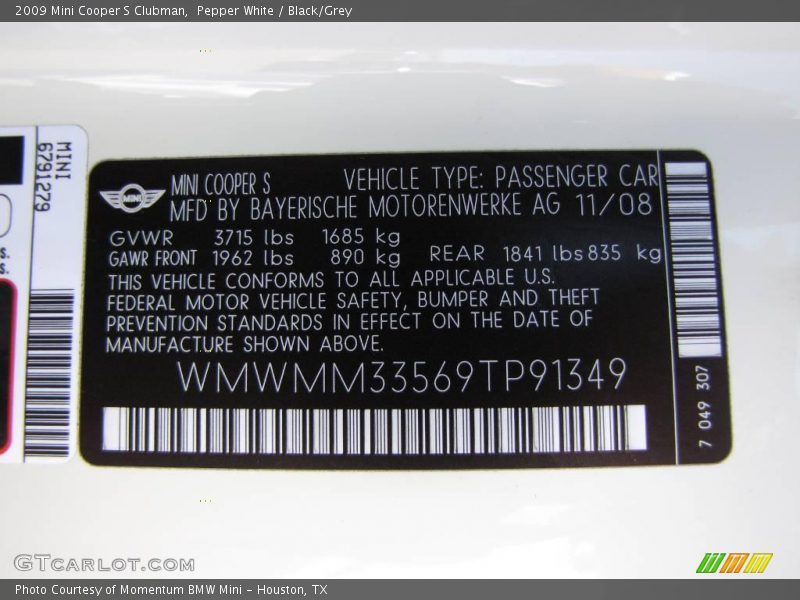 2009 Mini Cooper S Clubman,  Pepper White / Black/Grey
MINI
6791279
s.
s.
MINI
MINI COOPER S VEHICLE TYPE: PASSENGER CAR
MFD BY BAYERISCHE MOTORENWERKE AG 11/08
GVWR 3715 lbs 1685 kg
GAWR FRONT 1962 lbs 890 kg REAR 1841 lbs 835 kg
THIS VEHICLE CONFORMS TO ALL APPLICABLE U.S.
FEDERAL MOTOR VEHICLE SAFETY, BUMPER AND THEFT
PREVENTION STANDARDS IN EFFECT ON THE DATE OF
MANUFACTURE SHOWN ABOVE.
WMWMM33569TP91349
7 049 307
GTCARLOT.COM
Photo Courtesy of Momentum BMW Mini - Houston, TX